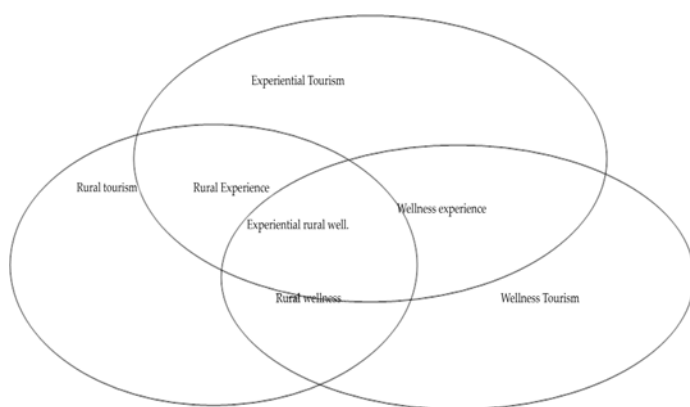 Experiential Tourism
Rural tourism
Rural Experience
Wellness experience
Experiential rural well.
Rural wellness
Wellness Tourism